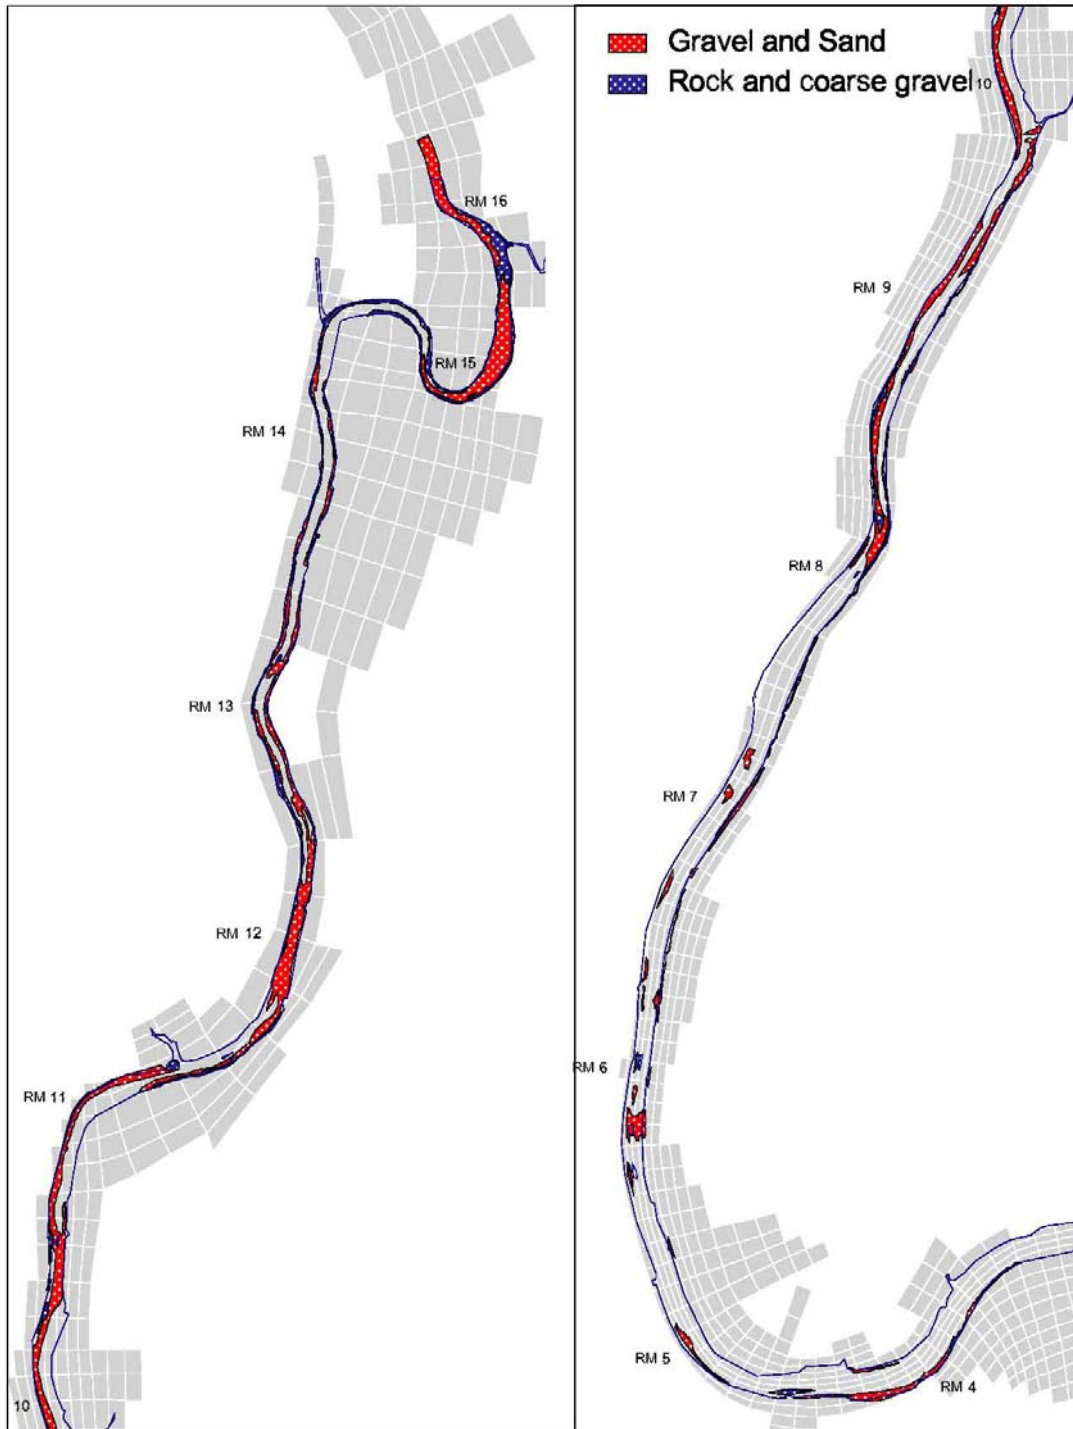 RM 16
RM 15
RM 14
RM 13
RM 12
RM 11
10
Gravel and Sand
Rock and coarse gravel
10
RM 9
RM 8
RM 7
RM 6
RM 5
RM 4